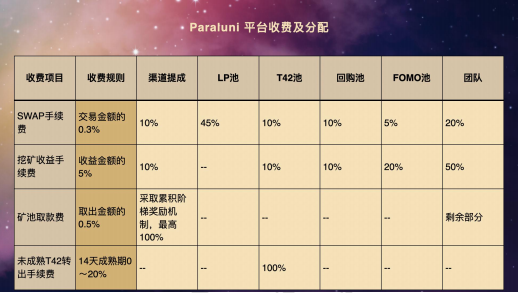 Paraluni 平台收费及分配
收费项目 收费规则 渠道提成 LP池 T42池 回购池 FOMO池 团队
SWAP手续费 交易金额的0.3% 10% 45% 10% 10% 5% 20%
挖矿收益手续费 收益金额的5% 10% -- 10% 10% 20% 50%
矿池取款费 取出金额的0.5% 采取累积阶梯奖励机制，最高100% -- -- -- -- 剩余部分
未成熟T42转出手续费 14天成熟期0～20% -- -- 100% -- -- --